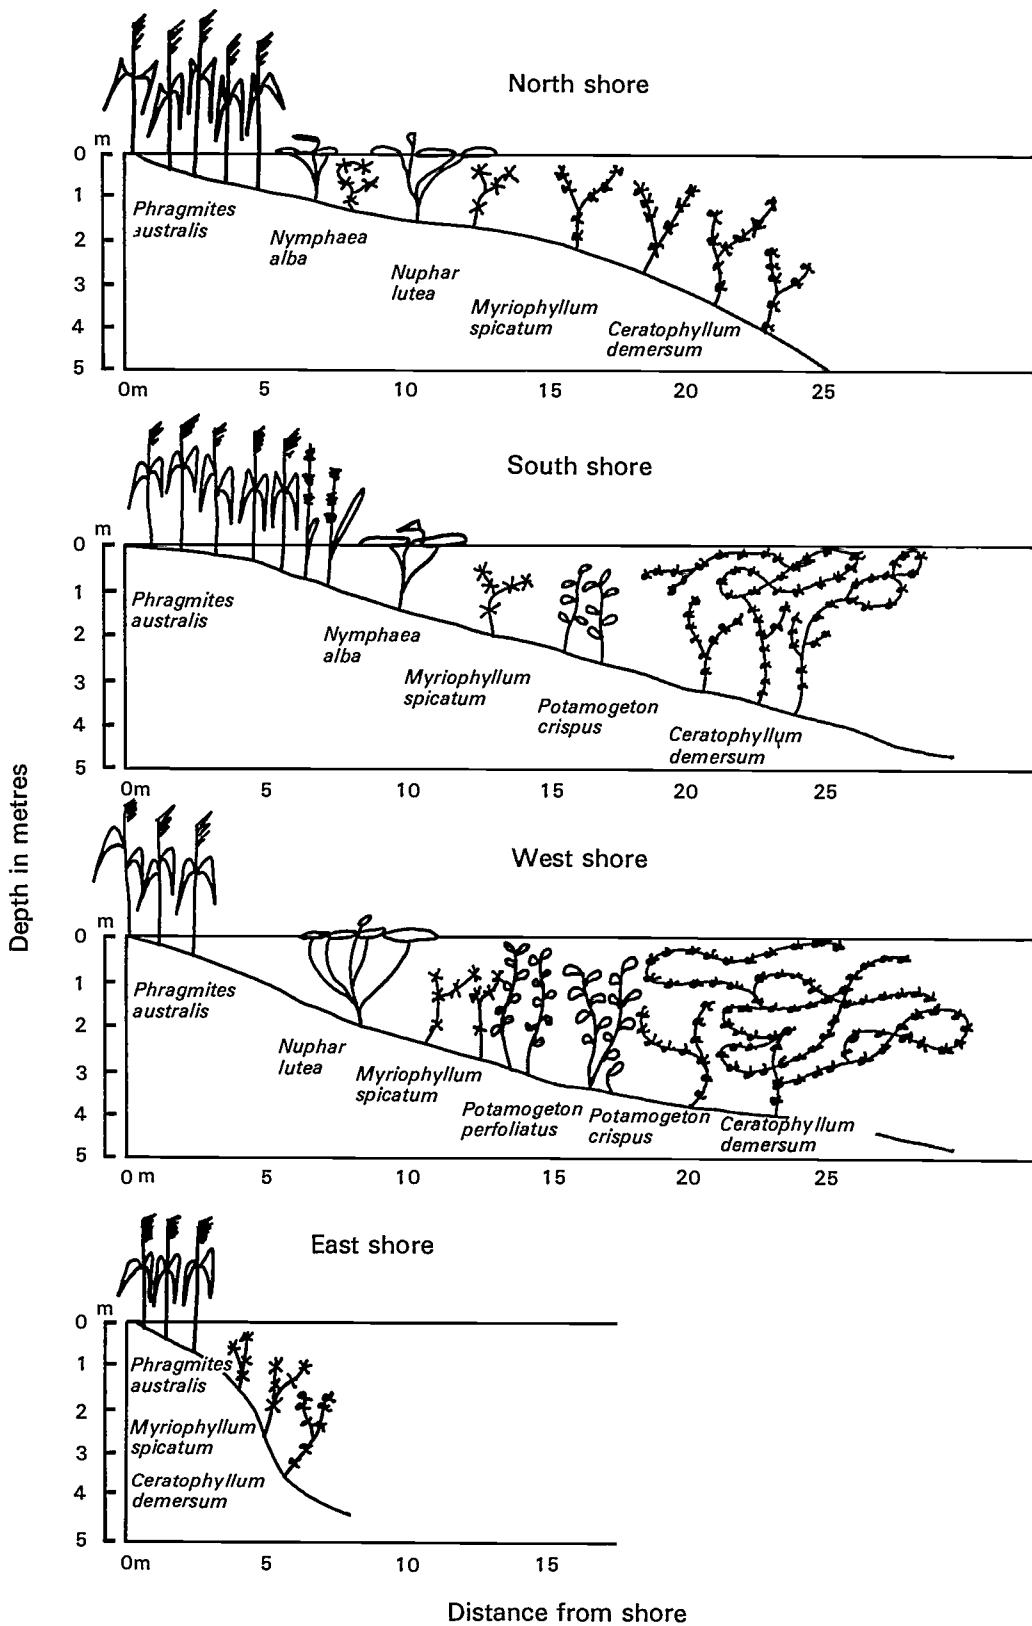 North shore
m
0
1
2
3
4
5
Phragmites
australis
Nymphaea
alba
Nuphar
lutea
Myriophyllum
spicatum
Ceratophyllum
demersum
0m 5 10 15 20 25
South shore
m
0
1
2
3
4
5
Phragmites
australis
Nymphaea
alba
Myriophyllum
spicatum
Potamogeton
crispus
Ceratophyllum
demersum
0m 5 10 15 20 25
Depth in metres
West shore
m
0
1
2
3
4
5
Phragmites
australis
Nuphar
lutea
Myriophyllum
spicatum
Potamogeton
perfoliatus
Potamogeton
crispus
Ceratophyllum
demersum
0 m 5 10 15 20 25
East shore
m
0
1
2
3
4
5
Phragmites
australis
Myriophyllum
spicatum
Ceratophyllum
demersum
0m 5 10 15
Distance from shore